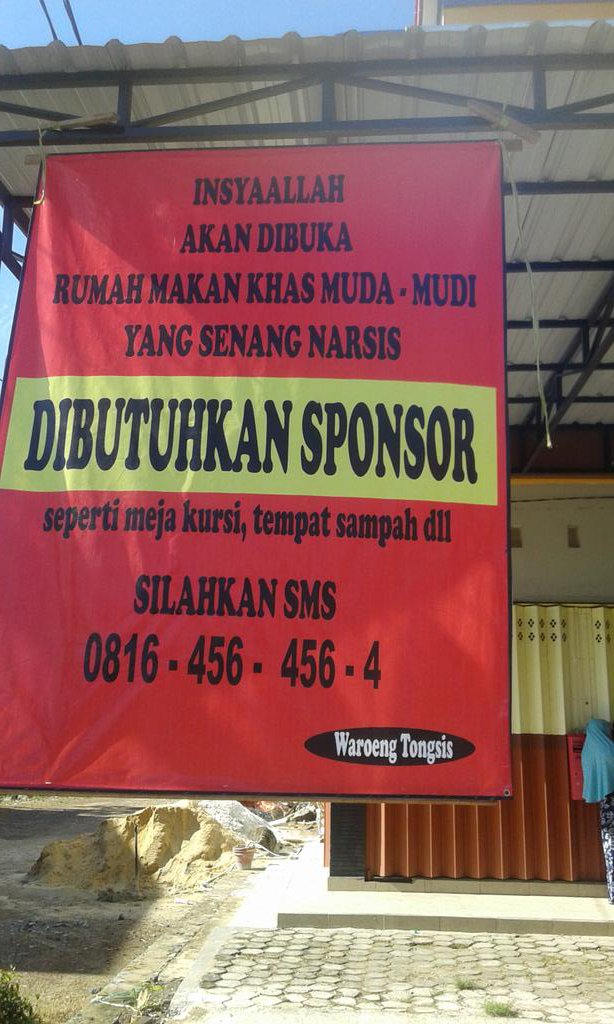 INSYAALLAH
AKAN DIBUKA
RUMAH MAKAN KHAS MUDA - MUDI
YANG SENANG NARSIS
DIBUTUHKAN SPONSOR
seperti meja kursi, tempat sampah dll
SILAHKAN SMS
0816 - 456 - 456 - 4
Waroeng Tongsis